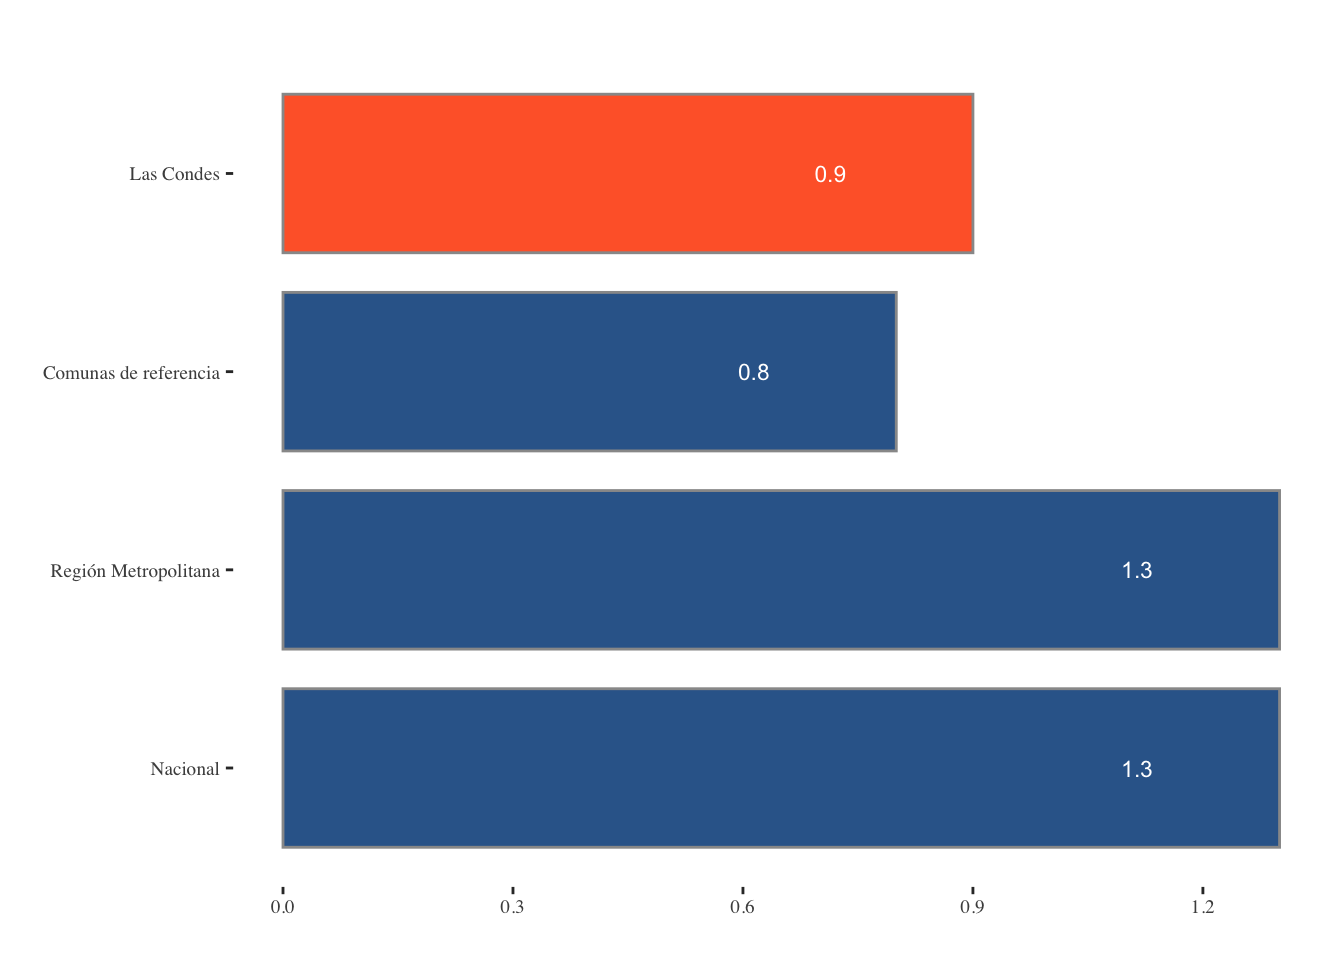 Las Condes
0.9
Comunas de referencia
0.8
Región Metropolitana
1.3
Nacional
1.3
0.0 0.3 0.6 0.9 1.2